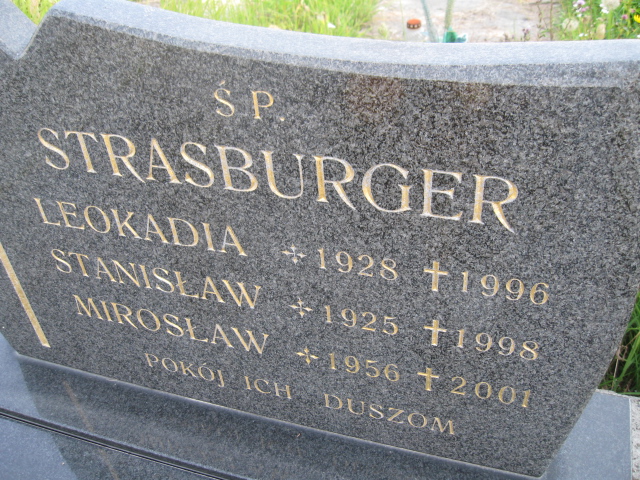 Ś.P.
STRASBURGER
LEOKADIA ✢ 1928 ✝ 1996
STANISŁAW ✢ 1925 ✝ 1998
MIROSŁAW ✢ 1956 ✝ 2001
POKÓJ ICH DUSZOM